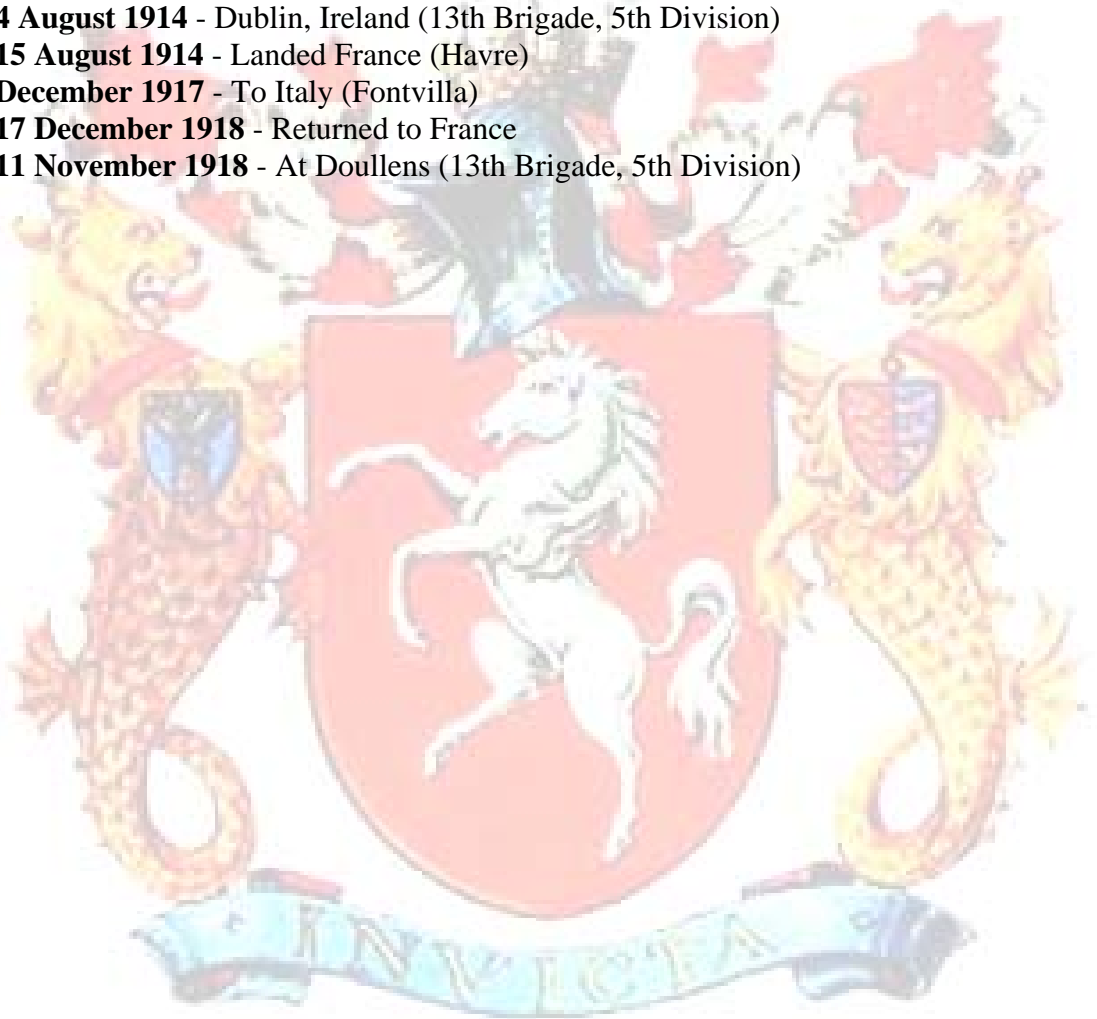 4 August 1914 - Dublin, Ireland (13th Brigade, 5th Division)
15 August 1914 - Landed France (Havre)
December 1917 - To Italy (Fontvilla)
17 December 1918 - Returned to France
11 November 1918 - At Doullens (13th Brigade, 5th Division)
INVICTA